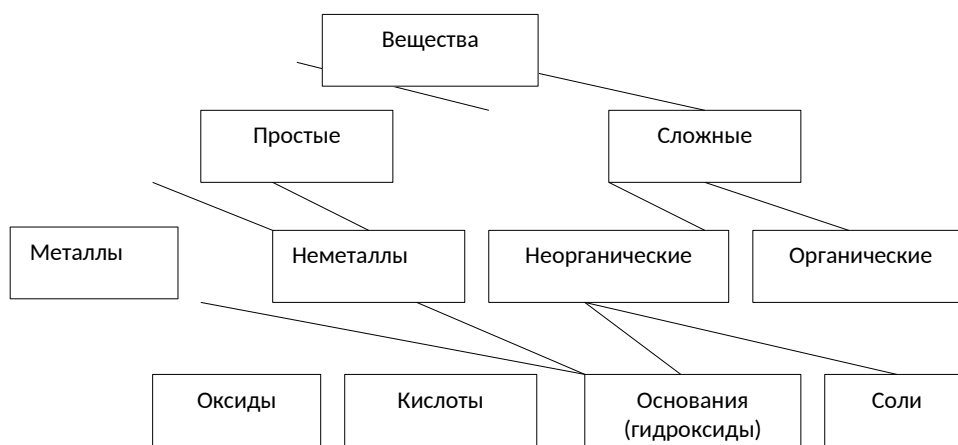 Вещества
Простые
Сложные
Металлы
Неметаллы
Неорганические
Органические
Оксиды
Кислоты
Основания
(гидроксиды)
Соли